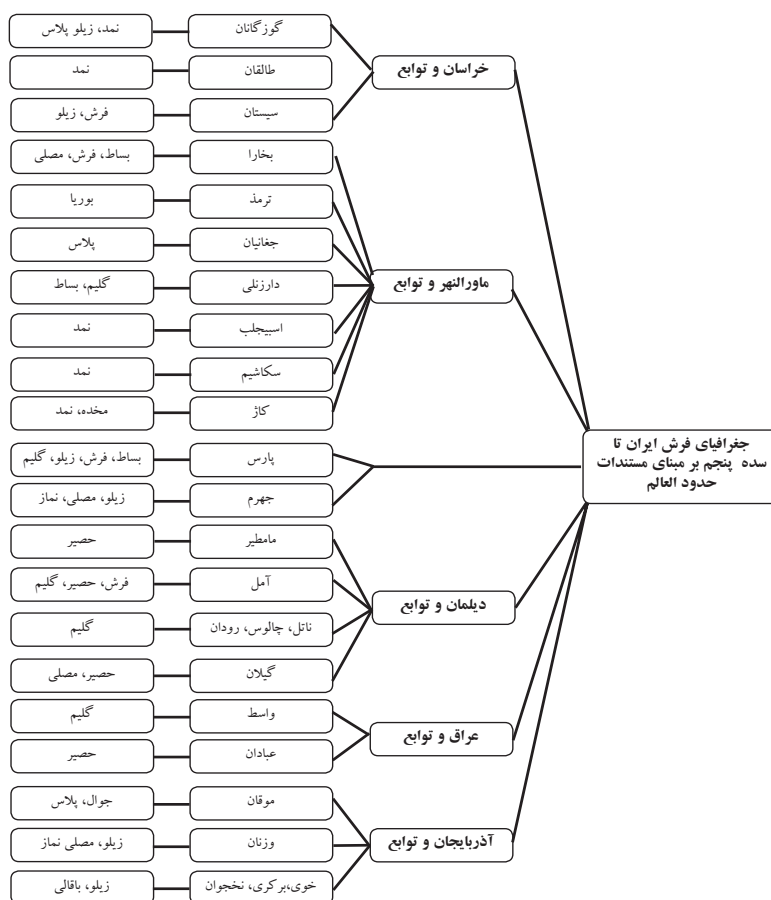 جغرافیای فرش ایران تا
سده پنجم بر مبنای مستندات
حدود العالم
خراسان و توابع
گوزگانان
نمد، زیلو پلاس
طالقان
نمد
سیستان
فرش، زیلو
ماورالنهر و توابع
بخارا
بساط، فرش، مصلی
ترمذ
بوریا
جغانیان
پلاس
دارزنلی
گلیم، بساط
اسبیجلب
نمد
سکاشیم
نمد
کاژ
مخده، نمد
پارس
بساط، فرش، زیلو، گلیم
جهرم
زیلو، مصلی، نماز
دیلمان و توابع
مامطیر
حصیر
آمل
فرش، حصیر، گلیم
ناتل، چالوس، رودان
گلیم
گیلان
حصیر، مصلی
عراق و توابع
واسط
گلیم
عبادان
حصیر
آذربایجان و توابع
موقان
جوال، پلاس
وزنان
زیلو، مصلی نماز
خوی،برکری، نخجوان
زیلو، باقالی